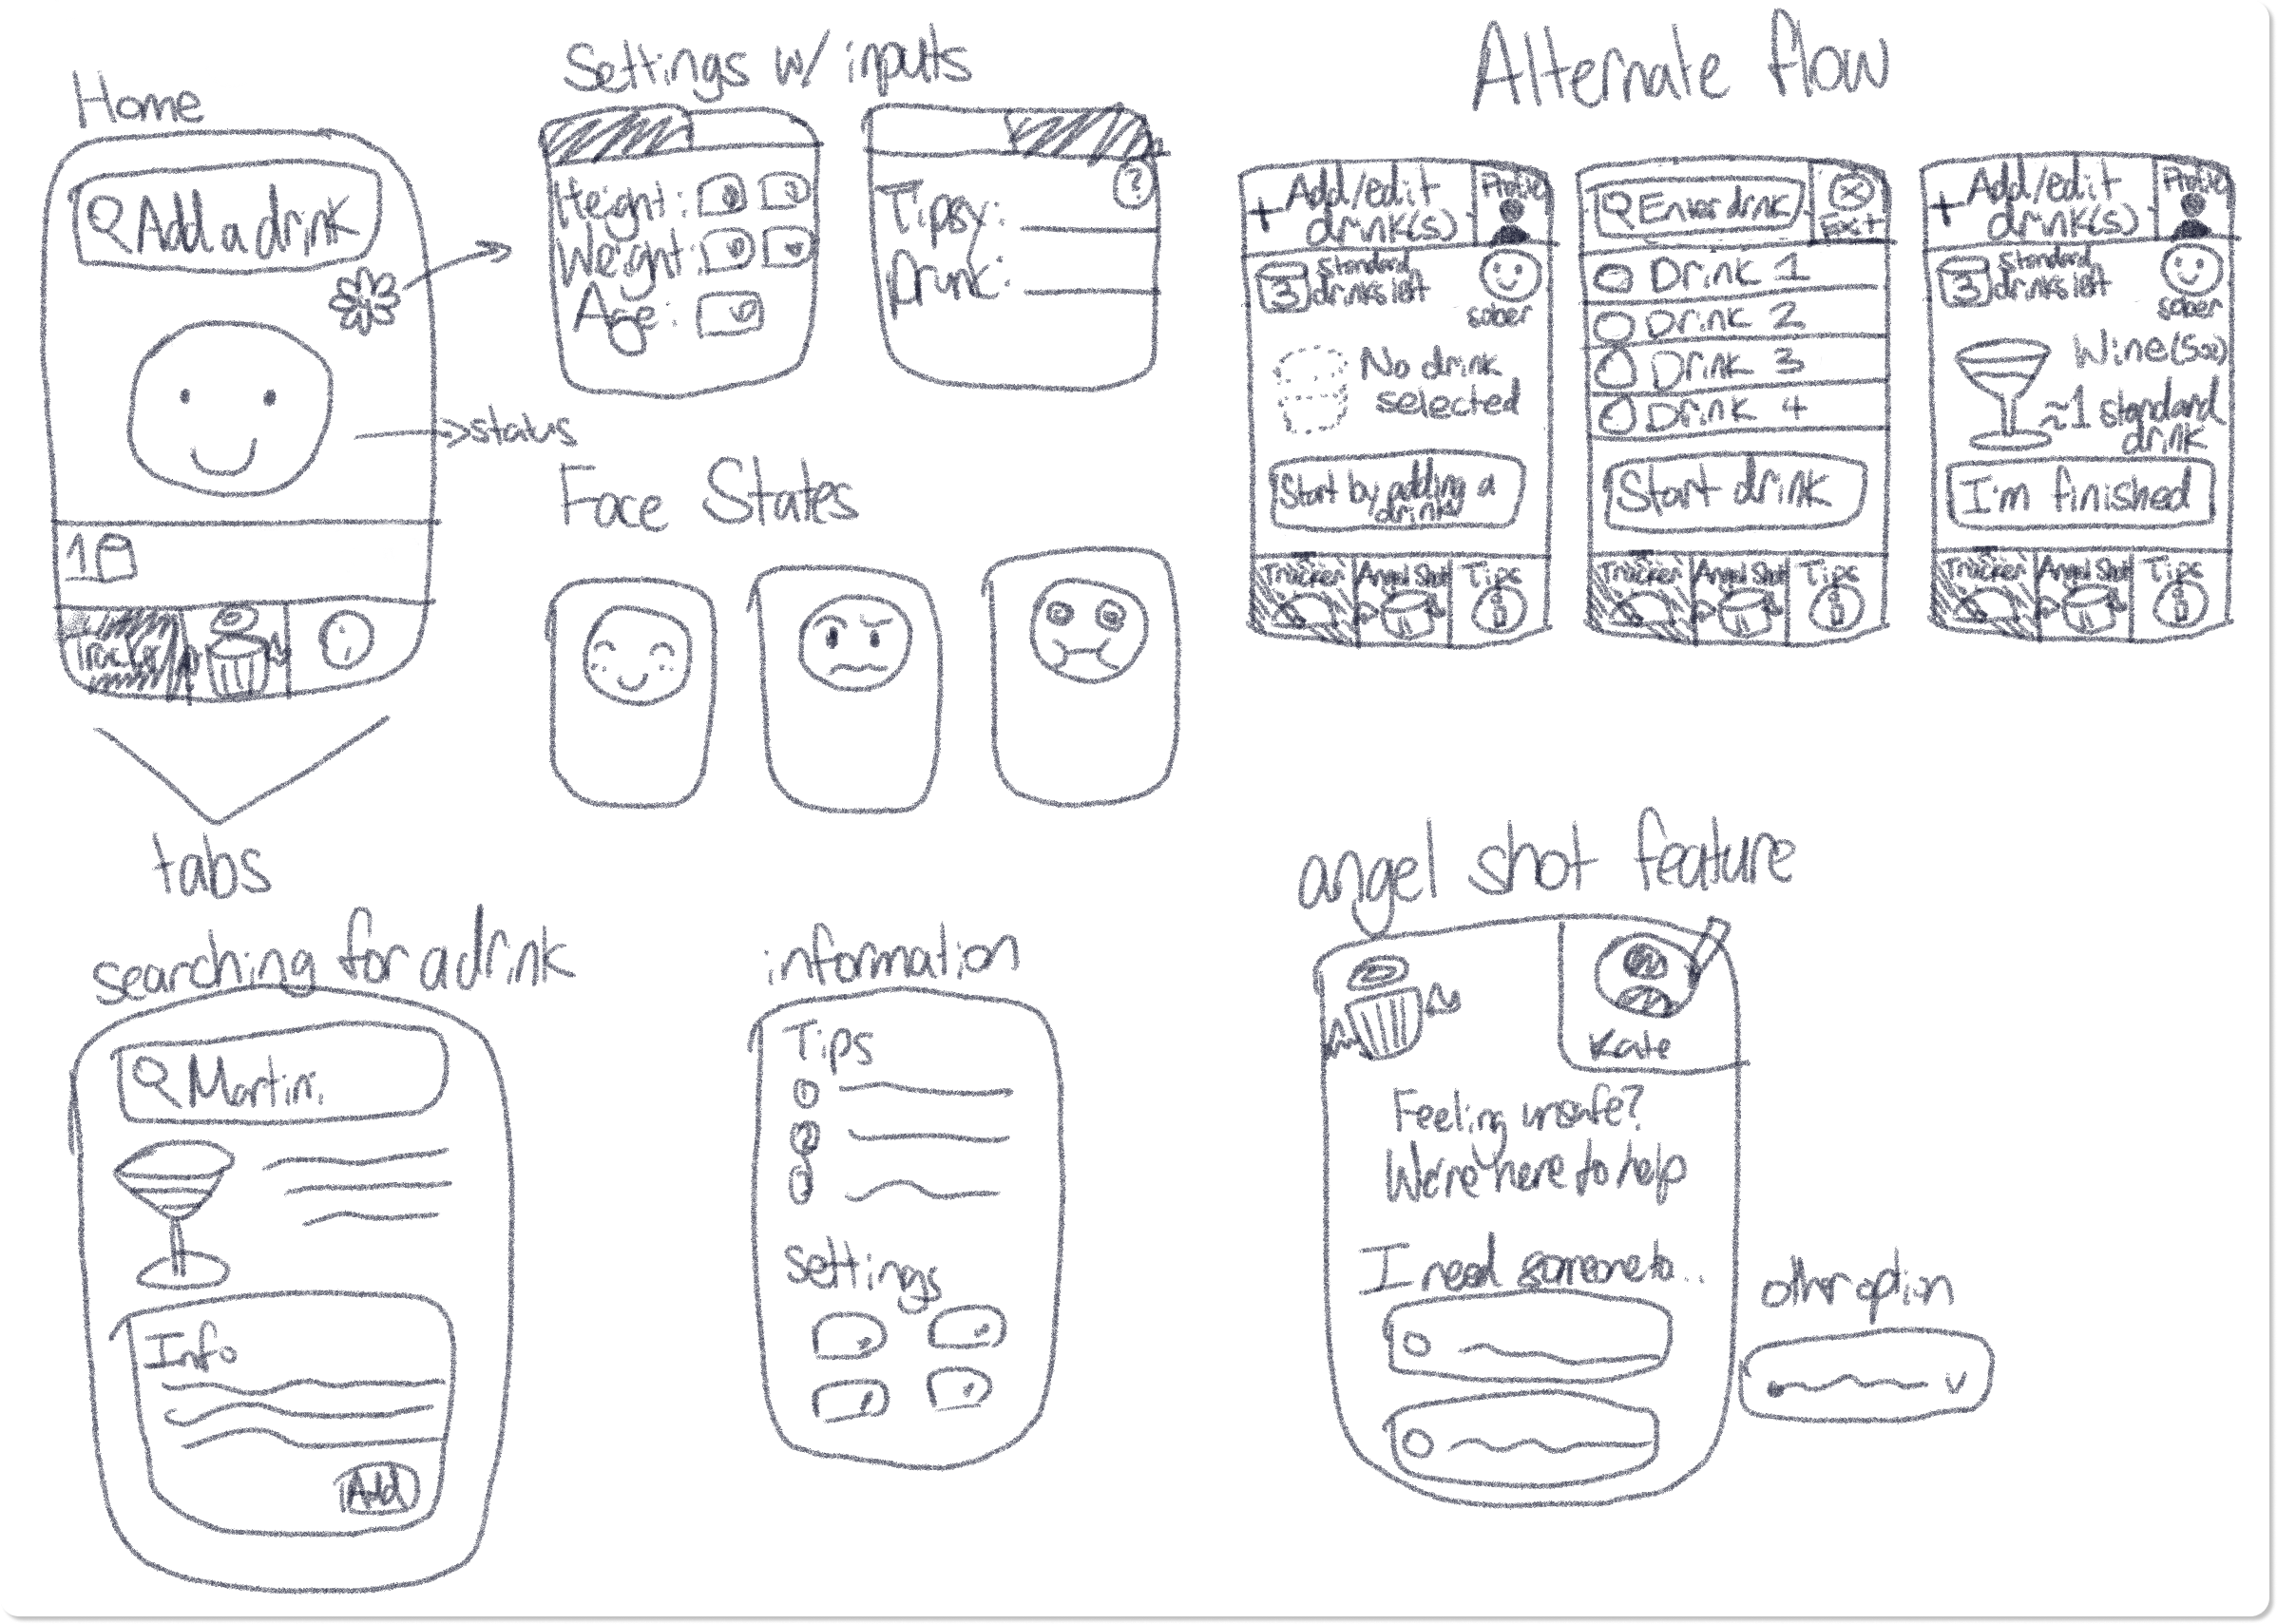 Home
Add a drink
status
1
Tracker
tabs
Settings w/ inputs
Height:
Weight:
Age:
?
Tipsy:
Drunk:
Face States
Alternate flow
+ Add/edit drink(s)
Profile
3 standard drinks left
sober
No drink
selected
Start by adding a
drink
Tracker
Angel Shot
Tips
Enter drink
X
Exit
Drink 1
Drink 2
Drink 3
Drink 4
Start drink
Tracker
Angel Shot
Tips
+ Add/edit drink(s)
Profile
3 standard drinks left
sober
Wine (5oz)
≈1 standard
drink
I'm finished
Tracker
Angel Shot
Tips
searching for a drink
Martini
Info
Add
information
Tips
settings
angel shot feature
Kate
Feeling unsafe?
We're here to help
I need someone to...
other option